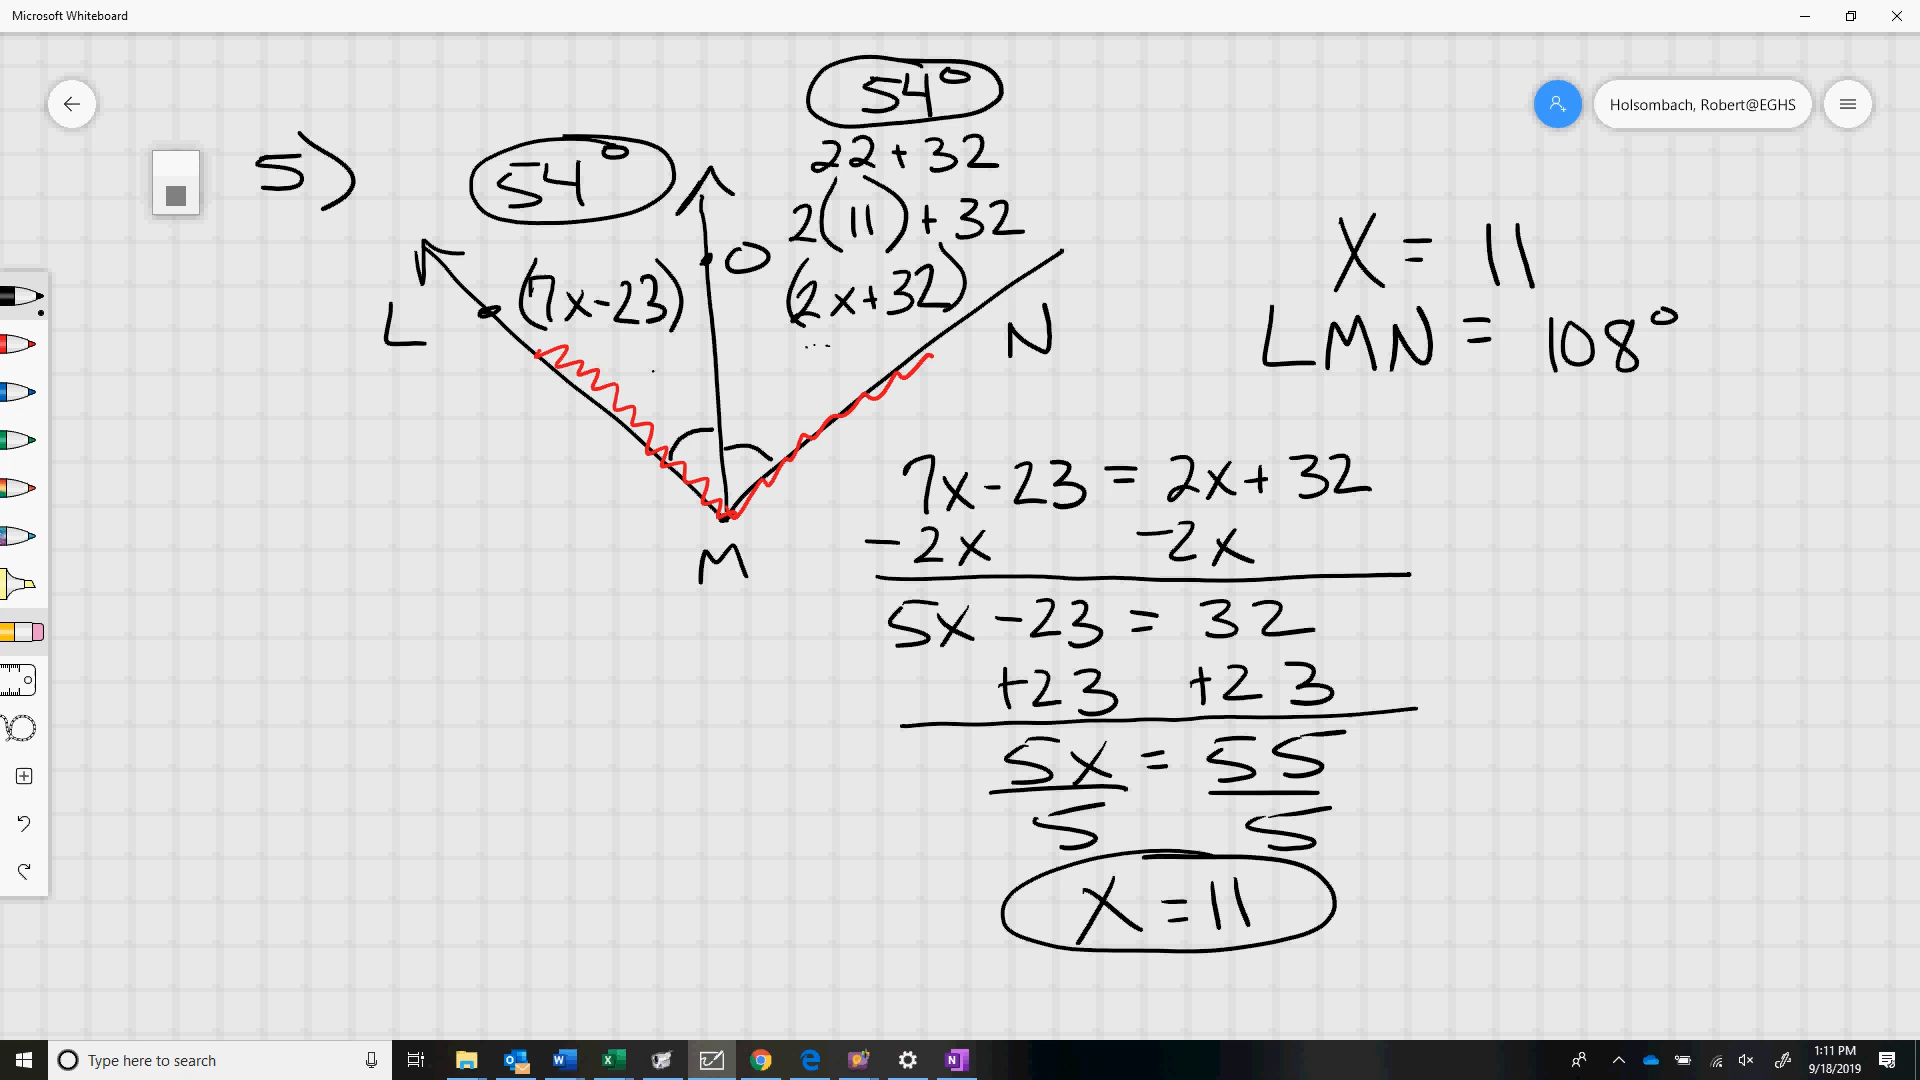 Microsoft Whiteboard
Holsombach, Robert@EGHS
5)
54°
54°
22 + 32
2(11) + 32
(7x-23)
O
(2x+32)
L
N
M
X = 11
LMN = 108°
7x-23 = 2x+32
-2x -2x
5x-23 = 32
+23 +23
5x = 55
5 5
X = 11
Type here to search
1:11 PM
9/18/2019